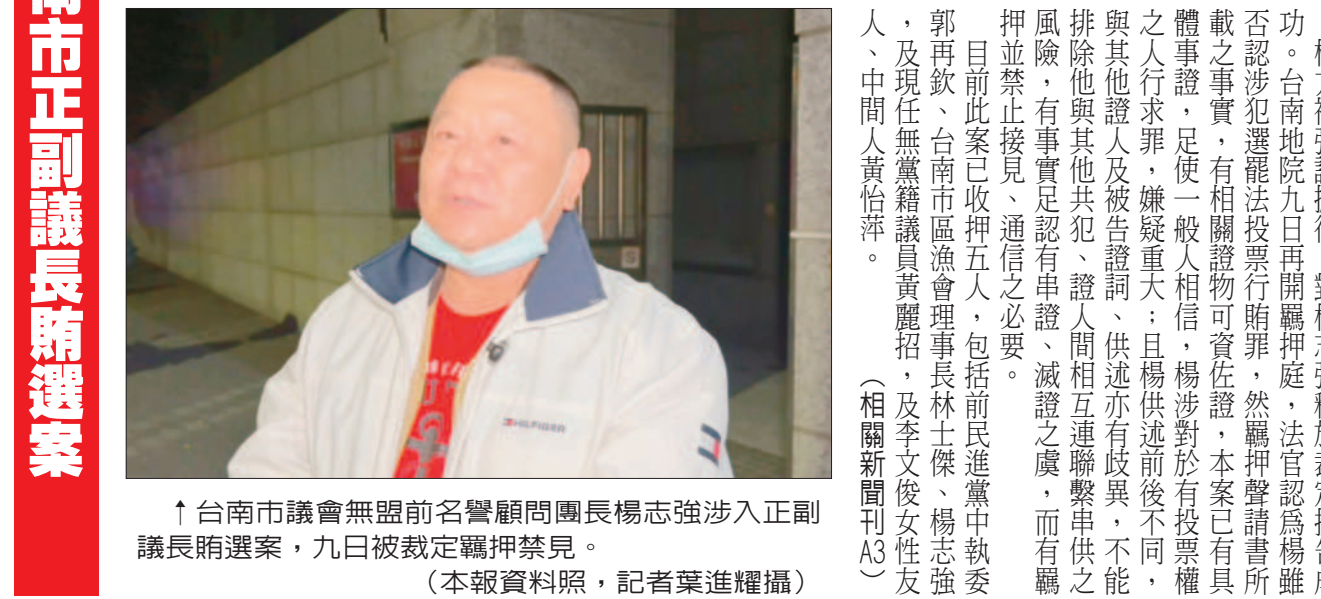 南市正副議長賄選案
功。台南地院九日再開羈押庭，法官認爲楊雖
否認涉犯選罷法投票行賄罪，然羈押聲請書所
載之事實，有相關證物可資佐證，本案已有具
體事證，足使一般人相信，楊涉對於有投票權
之人行求罪，嫌疑重大；且楊供述前後不同，
與其他證人及被告證詞、供述亦有歧異，不能
排除他與其他共犯、證人間相互連聯繫串供之
風險，有事實足認有串證、滅證之虞，而有羈
押並禁止接見、通信之必要。
目前此案已收押五人，包括前民進黨中執委
郭再欽、台南市區漁會理事長林士傑、楊志強
，及現任無黨籍議員黃麗招，及李文俊女性友
人、中間人黃怡萍。（相關新聞刊A3）
HILFIGER
↑台南市議會無盟前名譽顧問團長楊志強涉入正副
議長賄選案，九日被裁定羈押禁見。
（本報資料照，記者葉進耀攝）